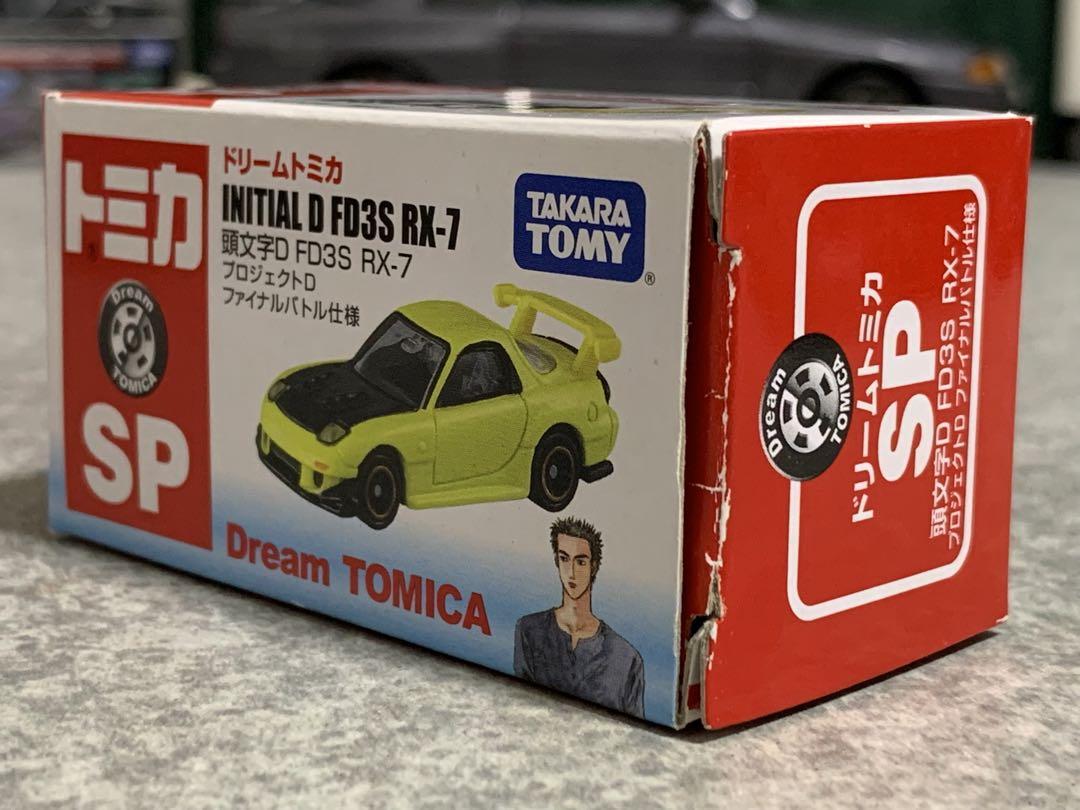 トミカ
Dream
TOMICA
SP
ドリームトミカ
INITIAL D FD3S RX-7
頭文字D FD3S RX-7
プロジェクトD
ファイナルバトル仕様
TAKARA
TOMY
®
Dream TOMICA
Dream
TOMICA
ドリームトミカ
SP
頭文字D FD3S RX-7
プロジェクトD ファイナルバトル仕様